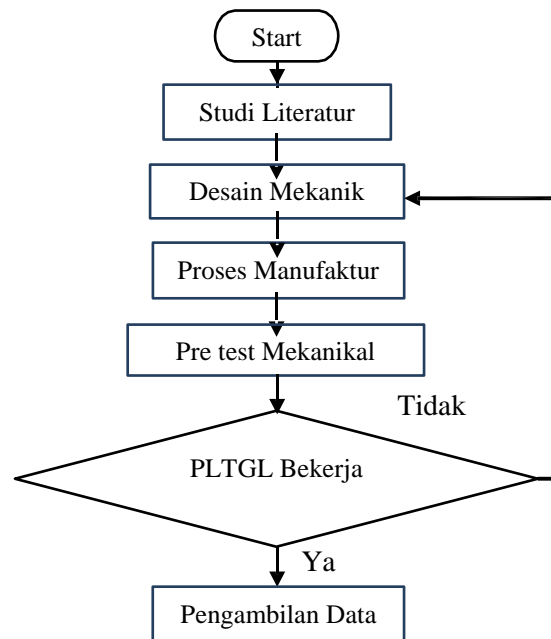 Start
Studi Literatur
Desain Mekanik
Proses Manufaktur
Pre test Mekanikal
Tidak
PLTGL Bekerja
Ya
Pengambilan Data